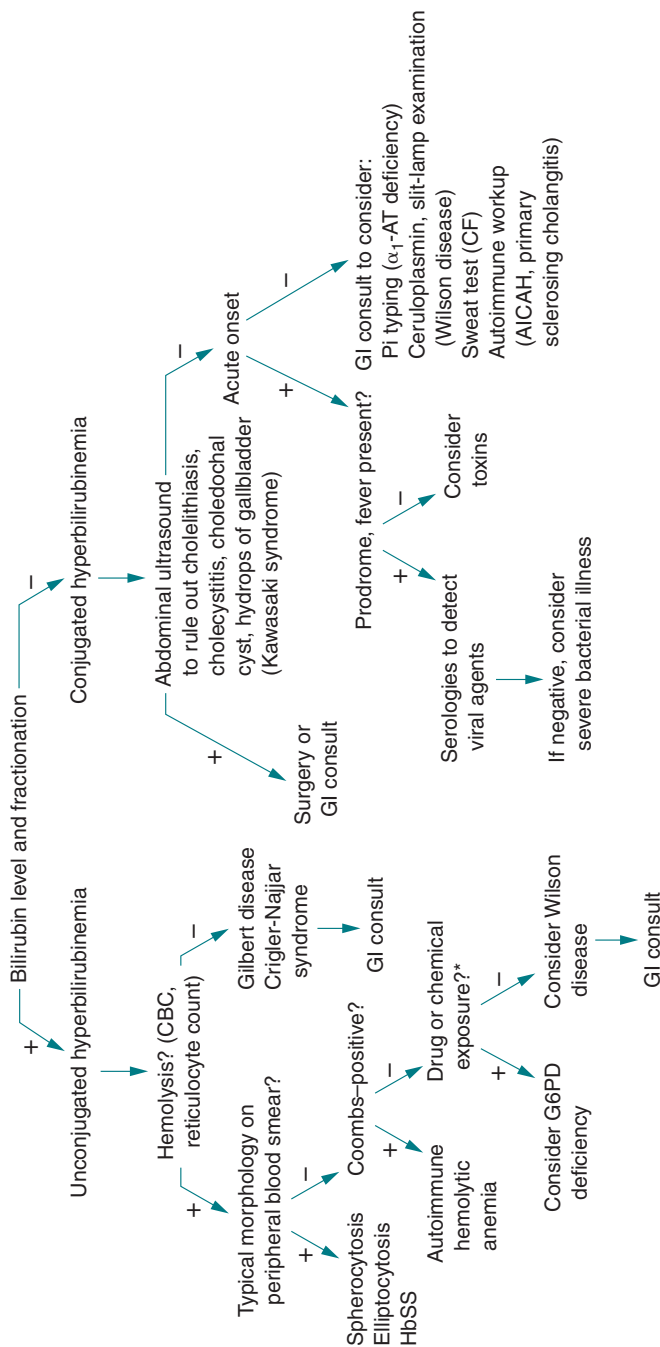 Bilirubin level and fractionation
+
–
Unconjugated hyperbilirubinemia
Conjugated hyperbilirubinemia
Hemolysis? (CBC,
reticulocyte count)
+
–
Typical morphology on
peripheral blood smear?
Gilbert disease
Crigler-Najjar
syndrome
GI consult
+
–
Spherocytosis
Elliptocytosis
HbSS
Coombs–positive?
+
–
Autoimmune
hemolytic
anemia
Drug or chemical
exposure?*
+
–
Consider G6PD
deficiency
Consider Wilson
disease
GI consult
Abdominal ultrasound
to rule out cholelithiasis,
cholecystitis, choledochal
cyst, hydrops of gallbladder
(Kawasaki syndrome)
+
–
Surgery or
GI consult
Acute onset
+
–
Prodrome, fever present?
+
–
Serologies to detect
viral agents
If negative, consider
severe bacterial illness
Consider
toxins
GI consult to consider:
Pi typing (α₁-AT deficiency)
Ceruloplasmin, slit-lamp examination
(Wilson disease)
Sweat test (CF)
Autoimmune workup
(AICAH, primary
sclerosing cholangitis)